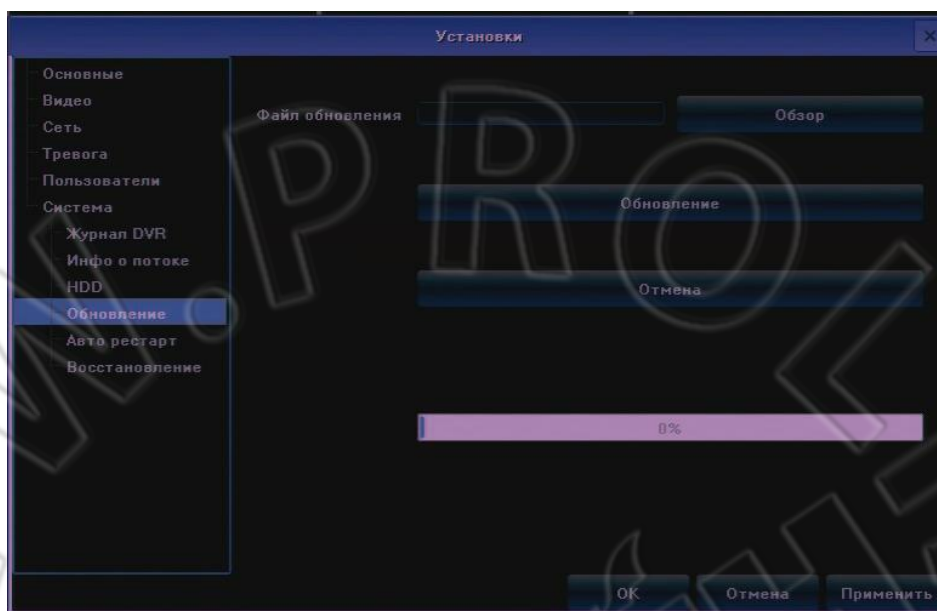 Установки
Основные
Видео
Сеть
Тревога
Пользователи
Система
Журнал DVR
Инфо о потоке
HDD
Обновление
Авто рестарт
Восстановление
Файл обновления
Обзор
Обновление
Отмена
0%
OK
Отмена
Применить
W.PROL